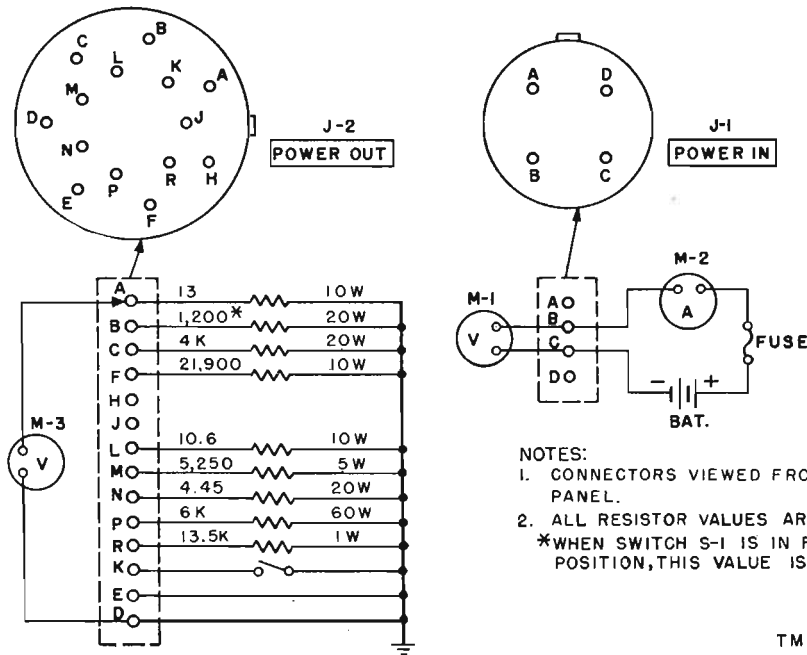 B
C
L
K
A
M
D
J
N
P
R
H
E
F
J-2
POWER OUT
A
D
B
C
J-1
POWER IN
A 13 10W
B 1,200* 20W
C 4K 20W
F 21,900 10W
H
J
L 10.6 10W
M 5,250 5W
N 4.45 20W
P 6K 60W
R 13.5K 1W
K
E
D
M-3
V
M-1
V
A
B
C
D
M-2
A
FUSE
- +
BAT.
NOTES:
1. CONNECTORS VIEWED
PANEL.
2. ALL RESISTOR VALUES
*WHEN SWITCH S-1 IS IN
POSITION, THIS VALUE IS
TM